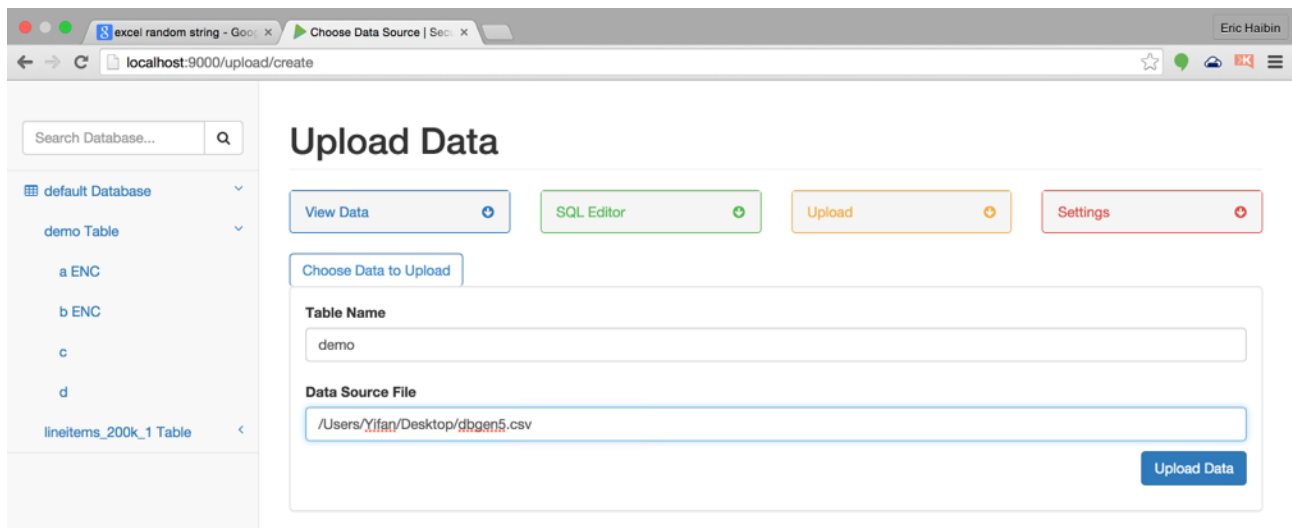 excel random string - Goo
Choose Data Source | Sec
Eric Haibin
localhost:9000/upload/create
Search Database...
Upload Data
default Database
View Data
SQL Editor
Upload
Settings
demo Table
a ENC
Choose Data to Upload
b ENC
Table Name
demo
c
d
Data Source File
/Users/Yifan/Desktop/dbgen5.csv
lineitems_200k_1 Table
Upload Data